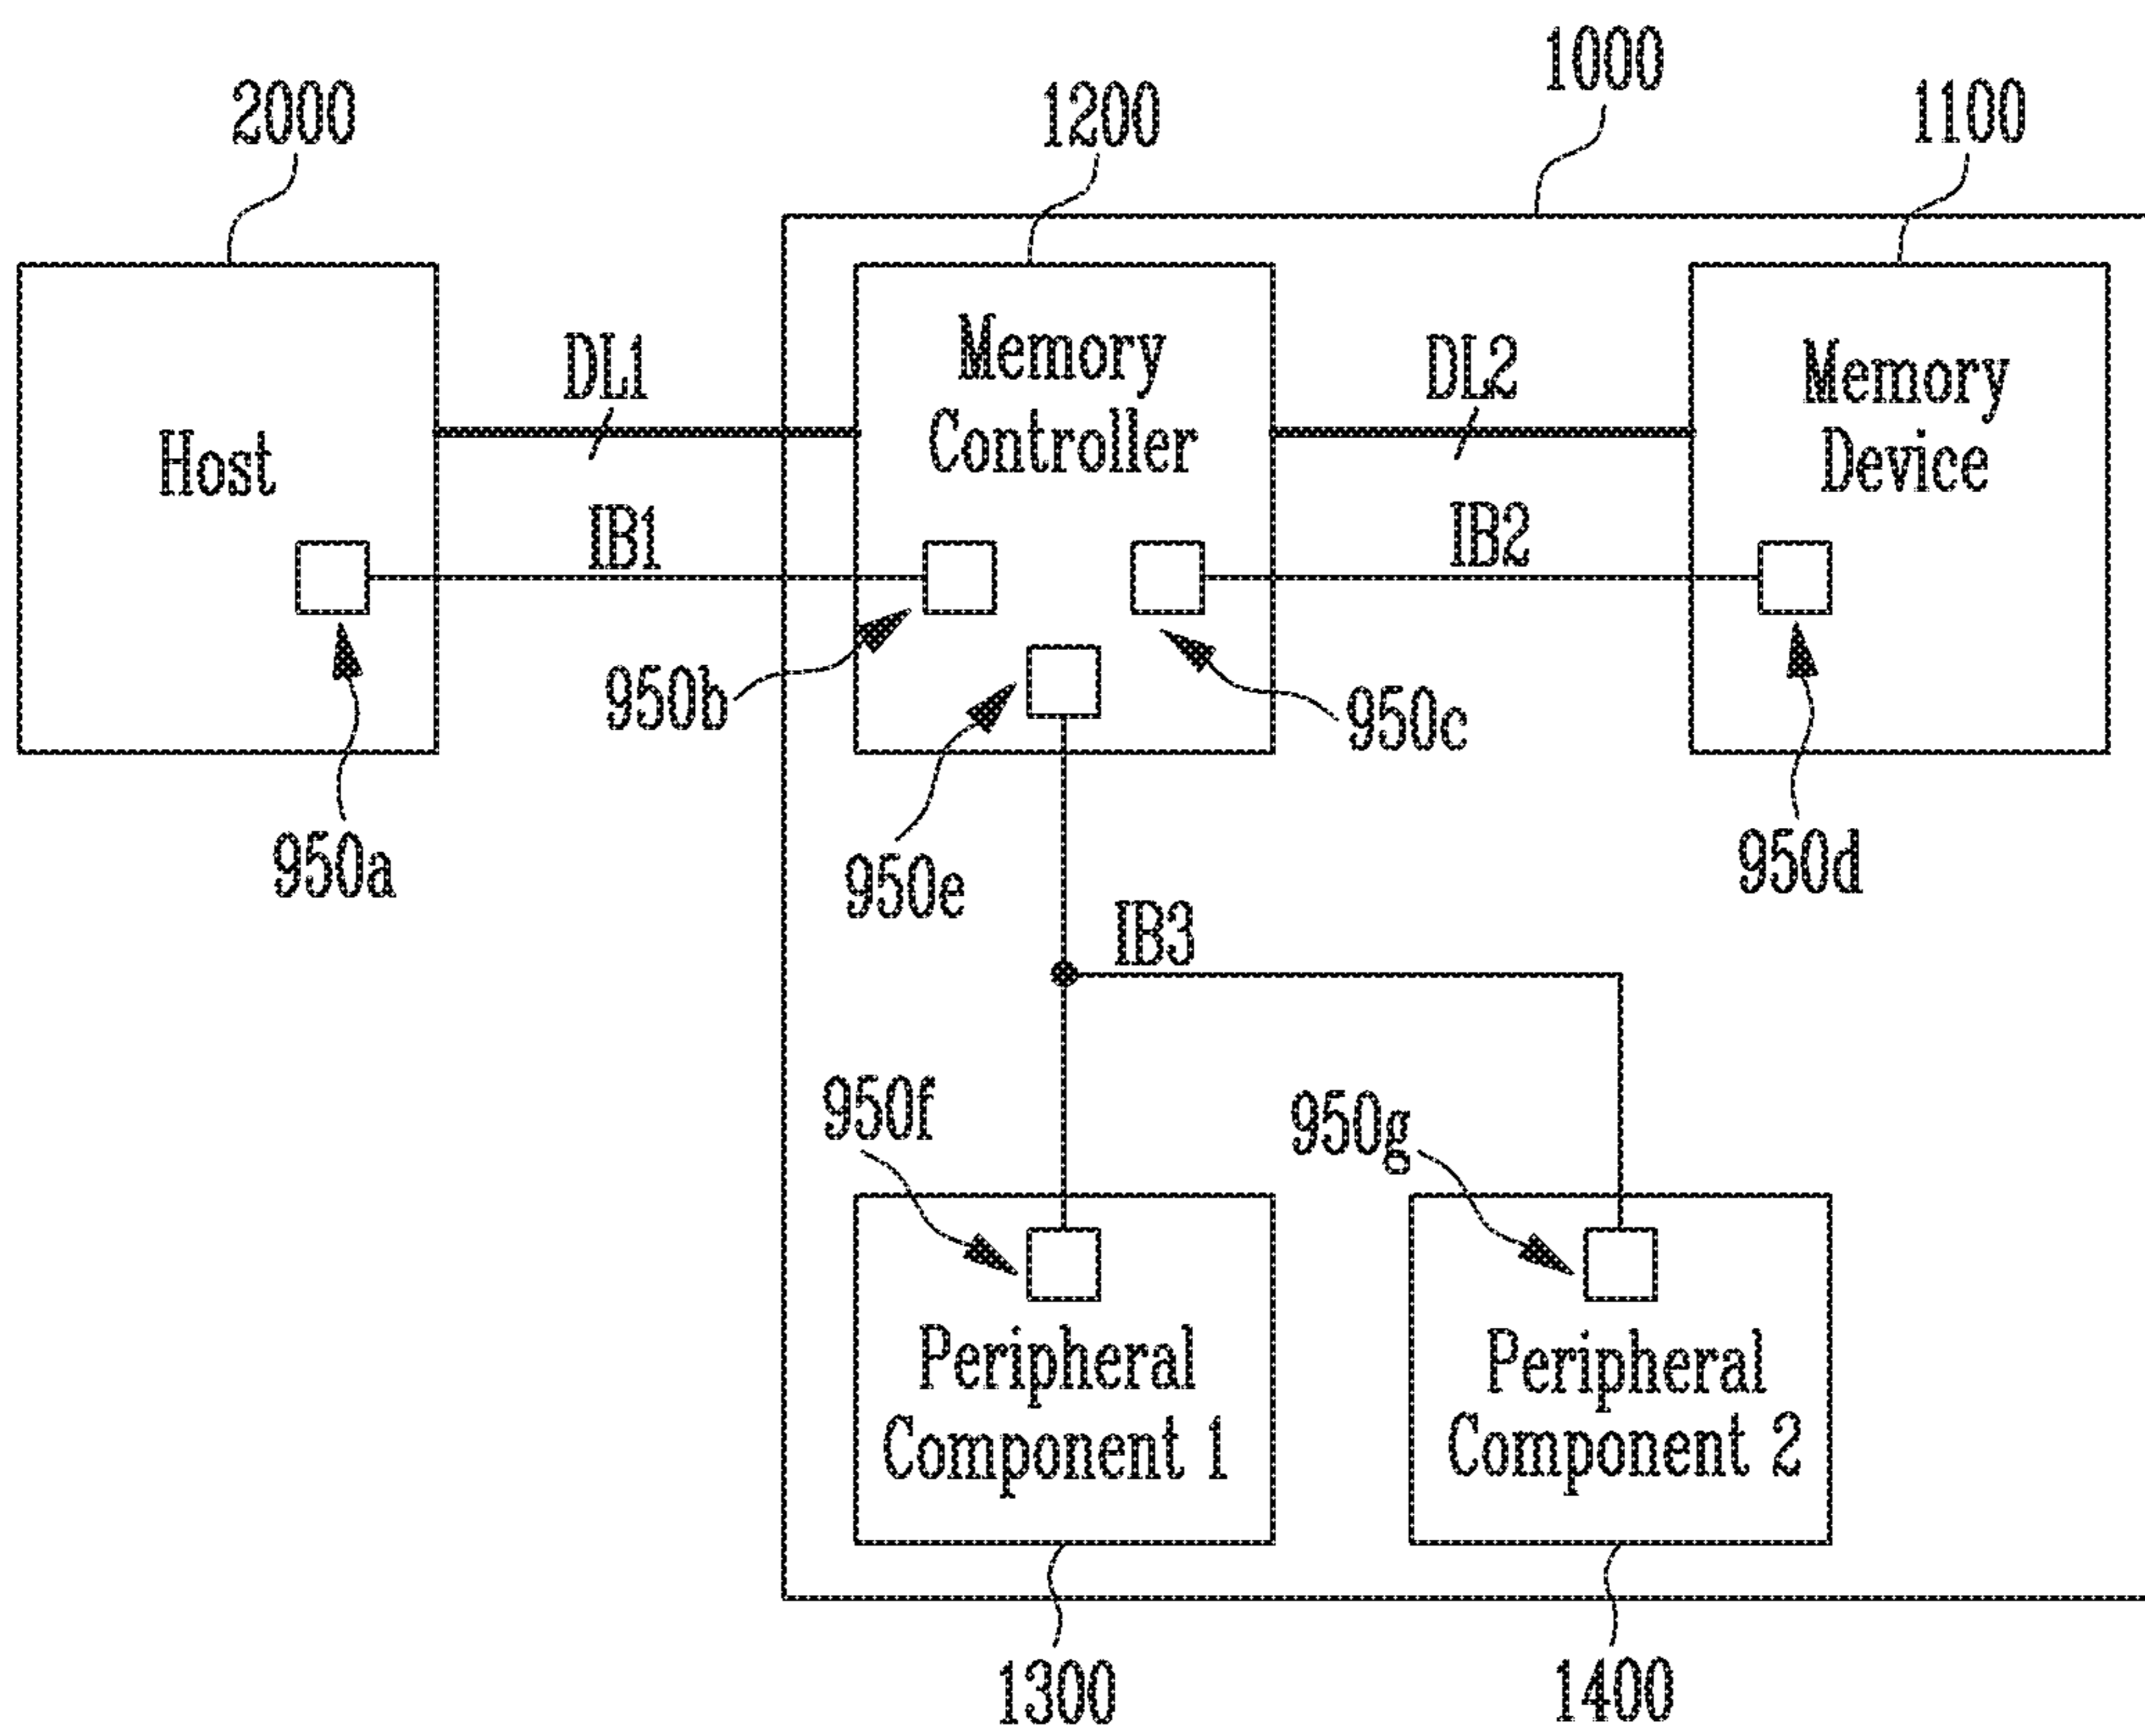 1000
2000
1200
1100
DL1
Memory
Controller
DL2
Memory
Device
Host
IB1
IB2
950b
950c
950a
950e
950d
IB3
950f
950g
Peripheral
Component 1
Peripheral
Component 2
1300
1400